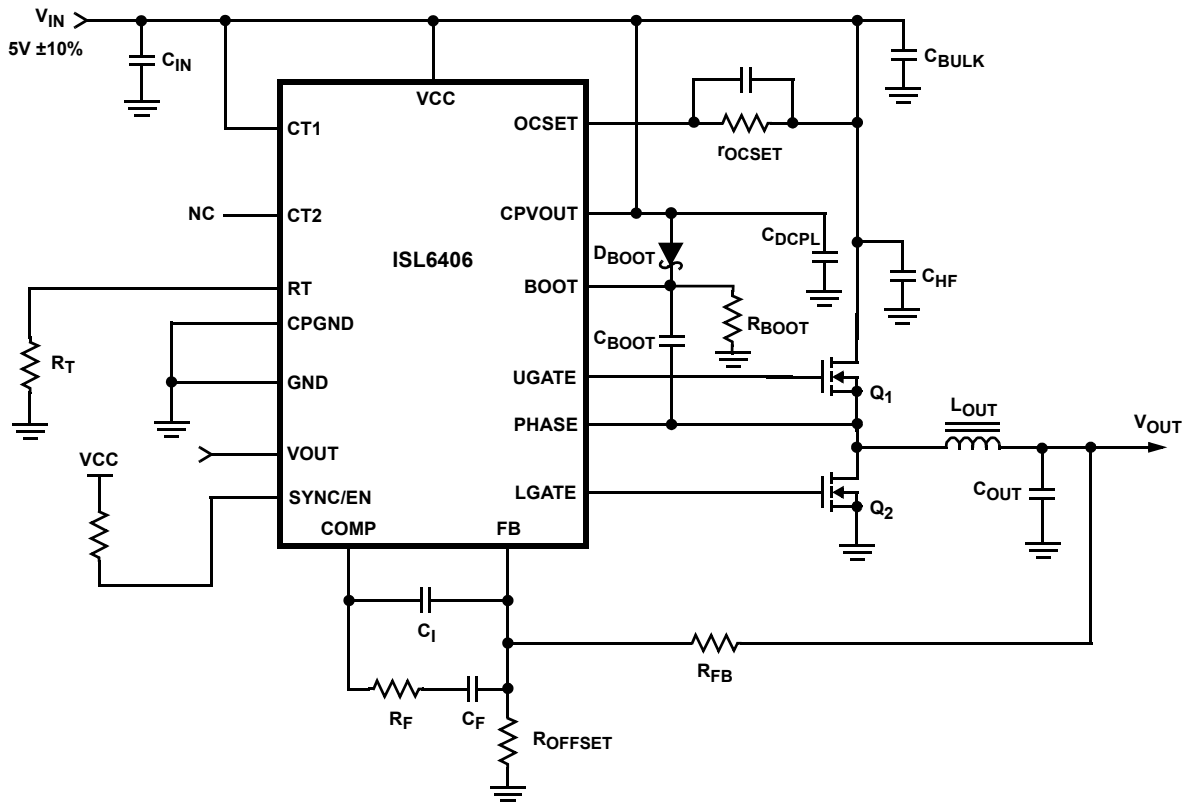 VIN
5V ±10%
CIN
CBULK
VCC
CT1
OCSET
rOCSET
NC
CT2
CPVOUT
DBOOT
CDCPL
ISL6406
RT
BOOT
RBOOT
CHF
CPGND
CBOOT
RT
GND
UGATE
Q1
PHASE
LOUT
VOUT
VCC
VOUT
SYNC/EN
LGATE
Q2
COUT
COMP
FB
CI
RFB
RF
CF
ROFFSET